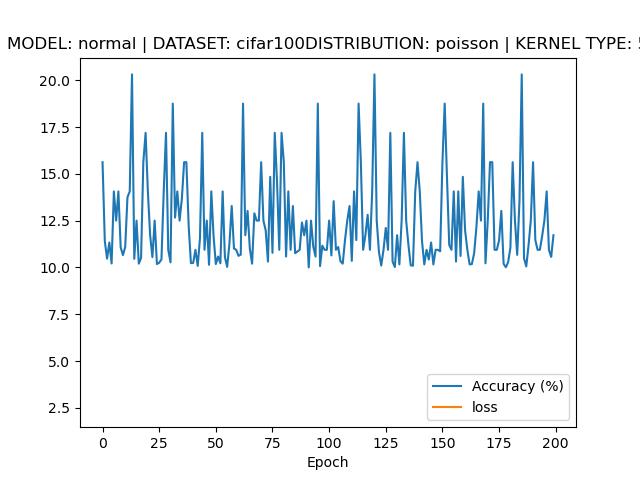 MODEL: normal | DATASET: cifar100DISTRIBUTION: poisson | KERNEL TYPE:
20.0
17.5
15.0
12.5
10.0
7.5
5.0
2.5
Accuracy (%)
loss
0 25 50 75 100 125 150 175 200
Epoch